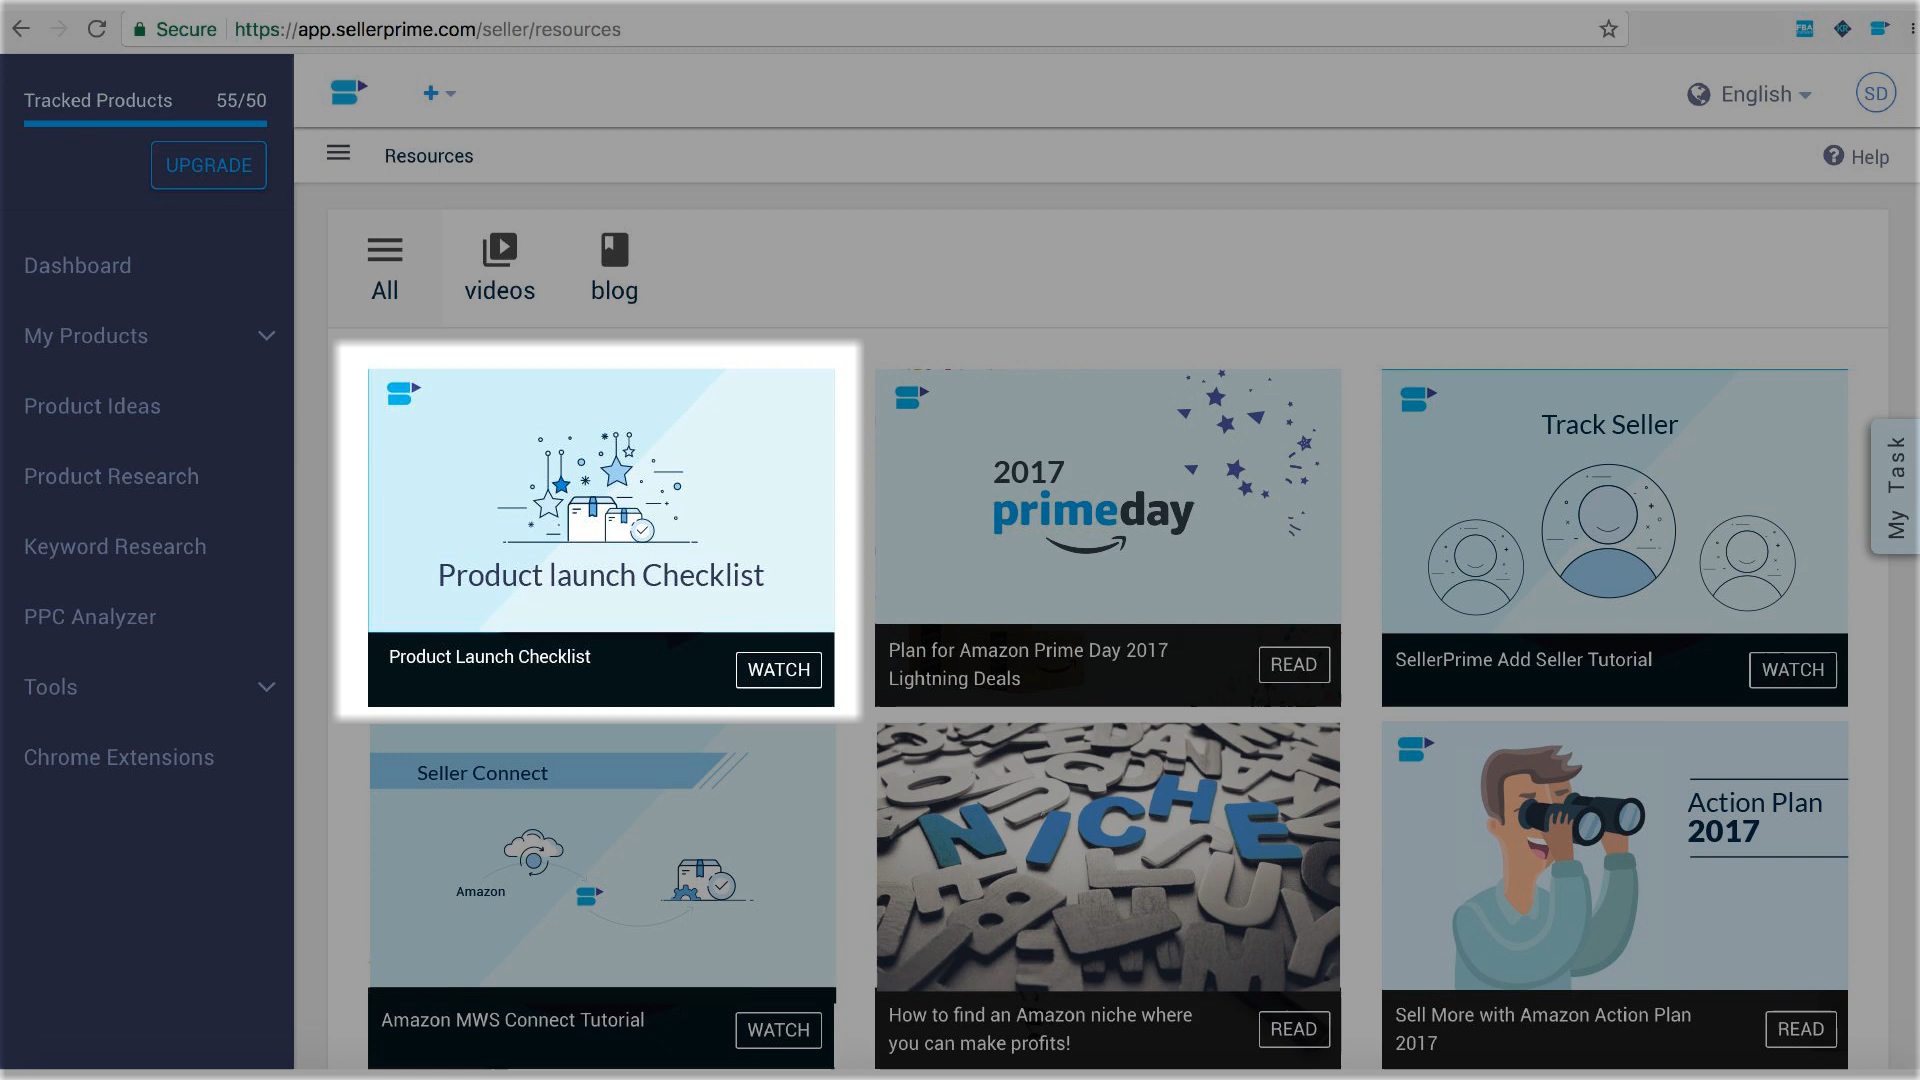 Secure
https://app.sellerprime.com/seller/resources
Tracked Products 55/50
UPGRADE
Dashboard
My Products
Product Ideas
Product Research
Keyword Research
PPC Analyzer
Tools
Chrome Extensions
English
SD
Resources
Help
All
videos
blog
My Task
Product launch Checklist
Product Launch Checklist
WATCH
2017
primeday
Plan for Amazon Prime Day 2017
Lightning Deals
READ
Track Seller
SellerPrime Add Seller Tutorial
WATCH
Seller Connect
Amazon
Amazon MWS Connect Tutorial
WATCH
NICHE
How to find an Amazon niche where
you can make profits!
READ
Action Plan
2017
Sell More with Amazon Action Plan
2017
READ